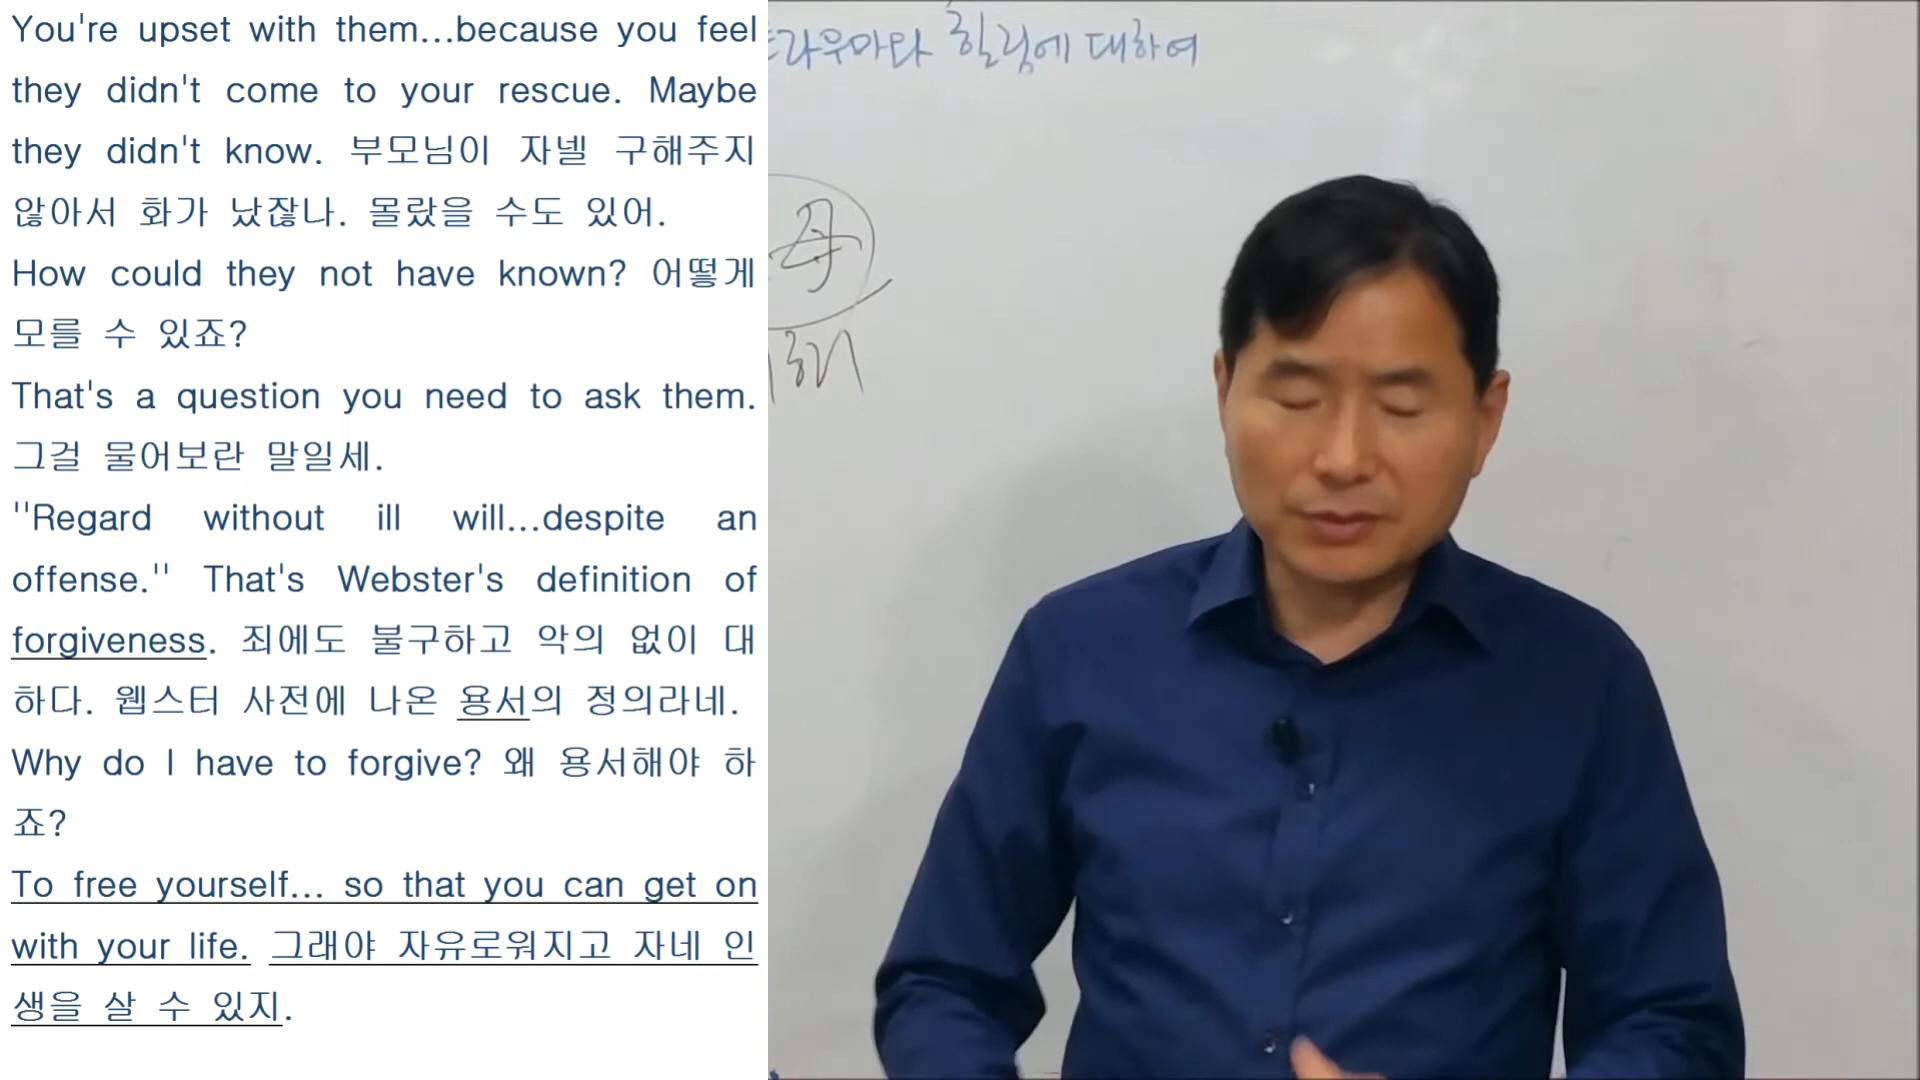 You're upset with them...because you feel
they didn't come to your rescue. Maybe
they didn't know. 부모님이 자넬 구해주지
않아서 화가 났잖나. 몰랐을 수도 있어.
How could they not have known? 어떻게
모를 수 있죠?
That's a question you need to ask them.
그걸 물어보란 말일세.
''Regard without ill will...despite an
offense.'' That's Webster's definition of
forgiveness. 죄에도 불구하고 악의 없이 대
하다. 웹스터 사전에 나온 용서의 정의라네.
Why do I have to forgive? 왜 용서해야 하
죠?
To free yourself... so that you can get on
with your life. 그래야 자유로워지고 자네 인
생을 살 수 있지.
트라우마와 힐링에 대하여
母